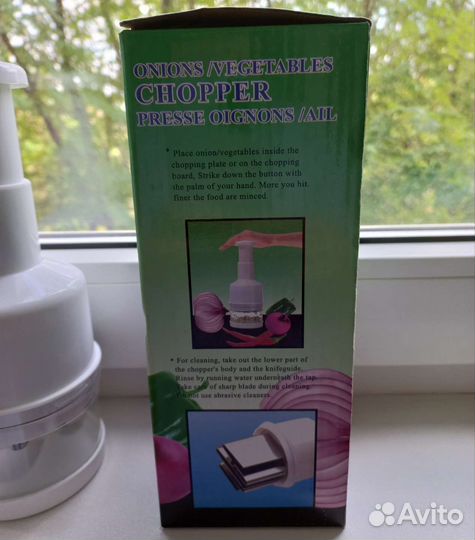 ONIONS /VEGETABLES
CHOPPER
PRESSE OIGNONS /AIL
* Place onion/vegetables inside the
chopping plate or on the chopping
board, Strike down the button with
the palm of your hand. More you hit,
finer the food are minced.
* For cleaning, take out the lower part of
the chopper's body and the knifeguide.
Rinse by running water underneath the tap.
Take care of sharp blade during cleaning
Do not use abrasive cleaners.
Avito